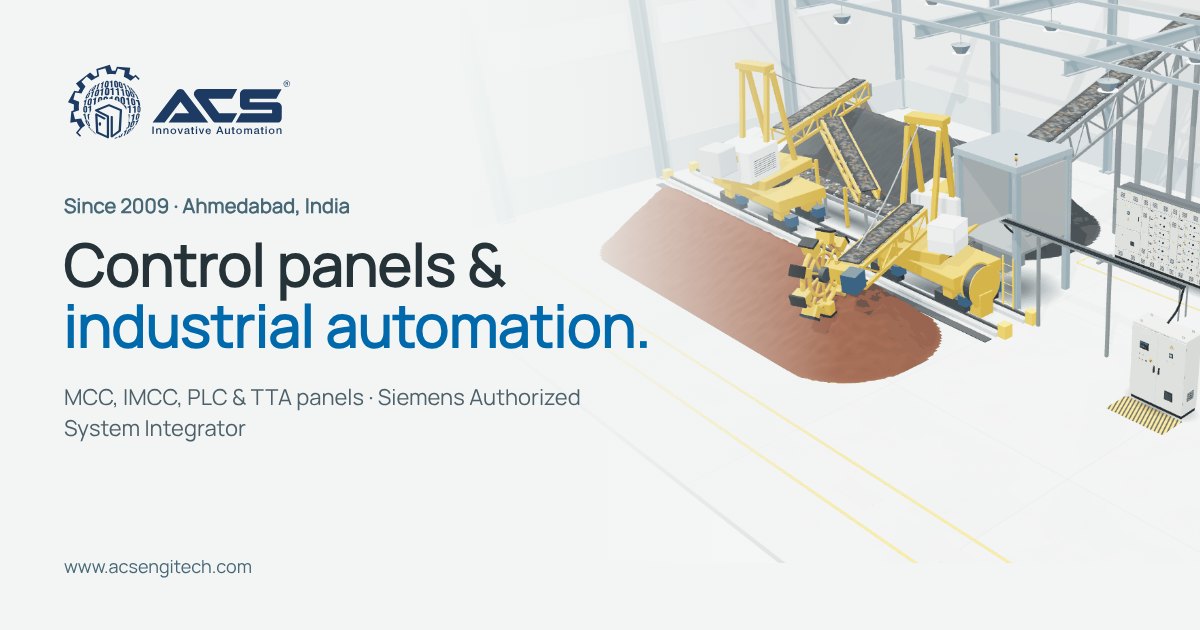 ACS®
Innovative Automation
Since 2009 · Ahmedabad, India
Control panels &
industrial automation.
MCC, IMCC, PLC & TTA panels · Siemens Authorized
System Integrator
www.acsengitech.com